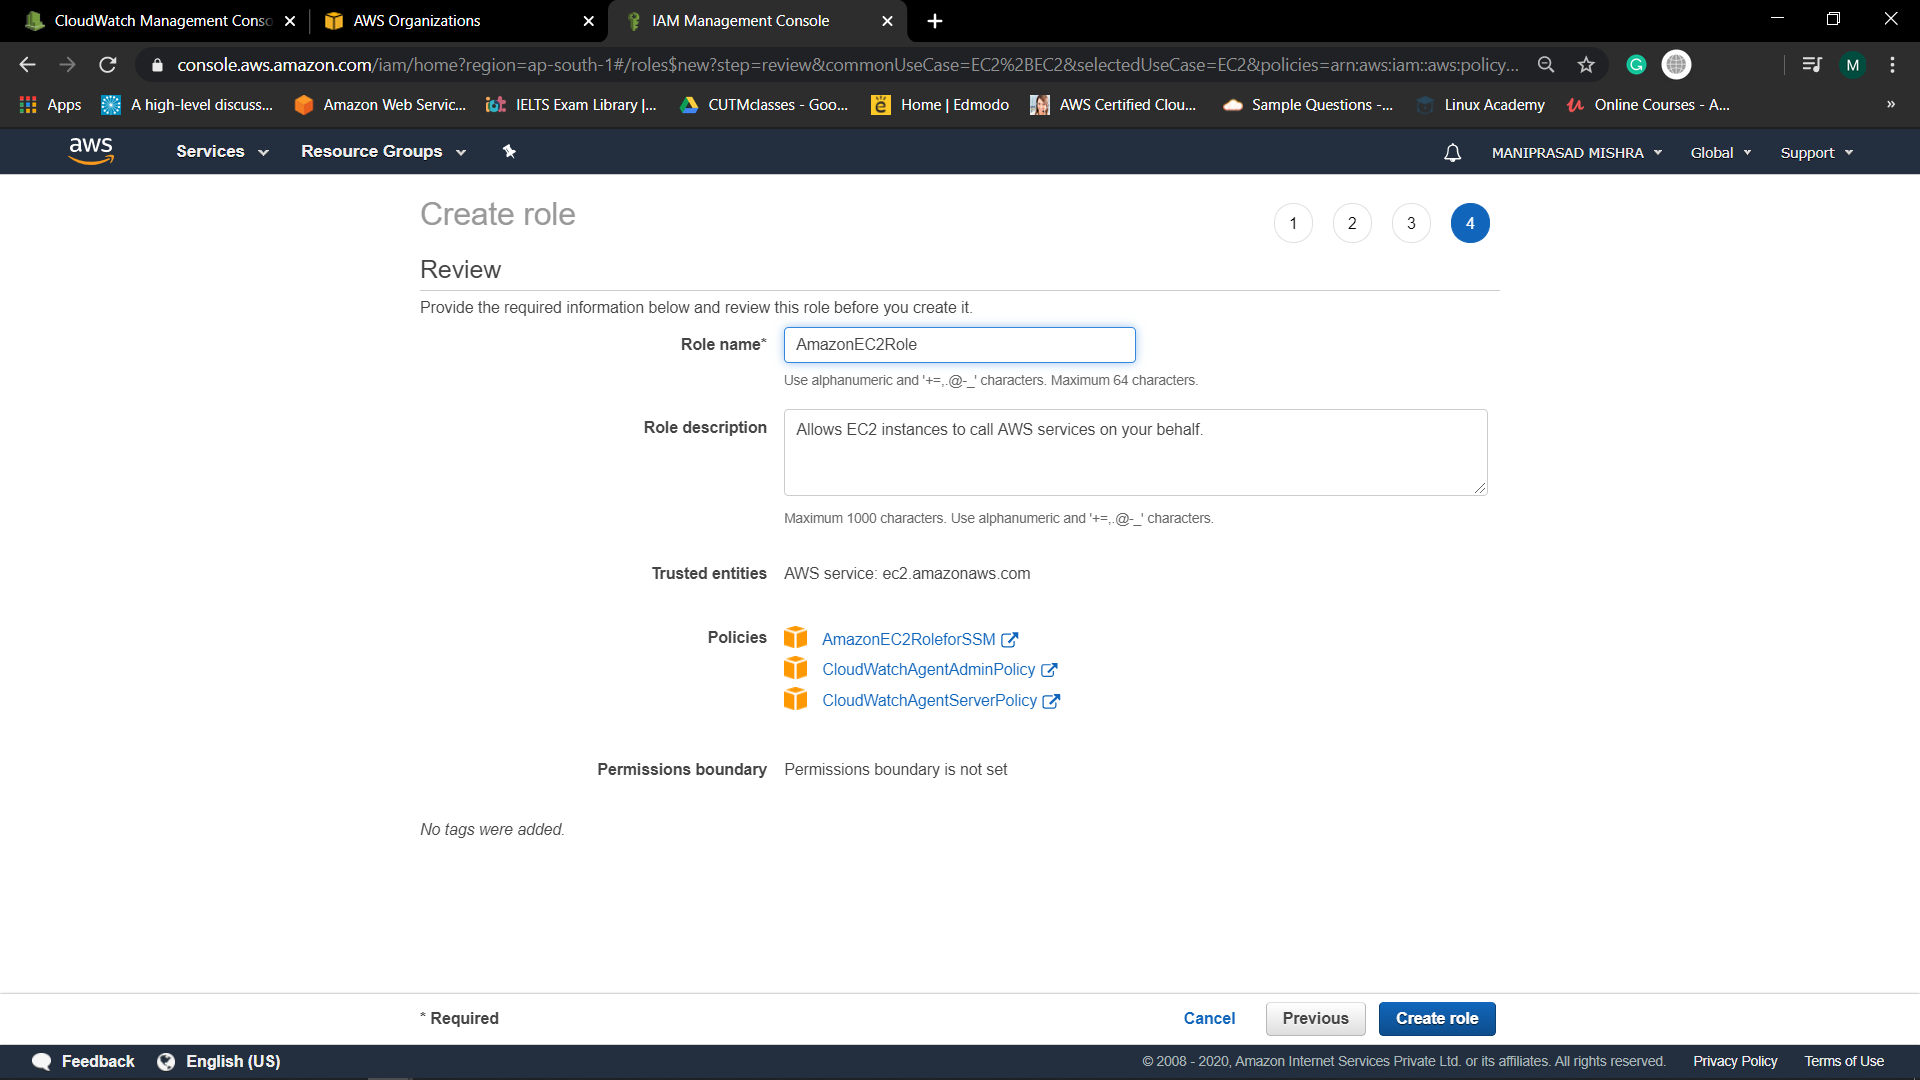 CloudWatch Management Conso
AWS Organizations
IAM Management Console
console.aws.amazon.com/iam/home?region=ap-south-1#/roles$new?step=review&commonUseCase=EC2%2BEC2&selectedUseCase=EC2&policies=arn:aws:iam::aws:policy...
G
M
Apps
A high-level discuss...
Amazon Web Servic...
IELTS Exam Library |...
CUTMclasses - Goo...
Home | Edmodo
AWS Certified Clou...
Sample Questions -...
Linux Academy
Online Courses - A...
»
aws
Services
Resource Groups
MANIPRASAD MISHRA
Global
Support
Create role
1
2
3
4
Review
Provide the required information below and review this role before you create it.
Role name*
AmazonEC2Role
Use alphanumeric and '+=,.@-_' characters. Maximum 64 characters.
Role description
Allows EC2 instances to call AWS services on your behalf.
Maximum 1000 characters. Use alphanumeric and '+=,.@-_' characters.
Trusted entities
AWS service: ec2.amazonaws.com
Policies
AmazonEC2RoleforSSM
CloudWatchAgentAdminPolicy
CloudWatchAgentServerPolicy
Permissions boundary
Permissions boundary is not set
No tags were added.
* Required
Cancel
Previous
Create role
Feedback
English (US)
© 2008 - 2020, Amazon Internet Services Private Ltd. or its affiliates. All rights reserved.
Privacy Policy
Terms of Use